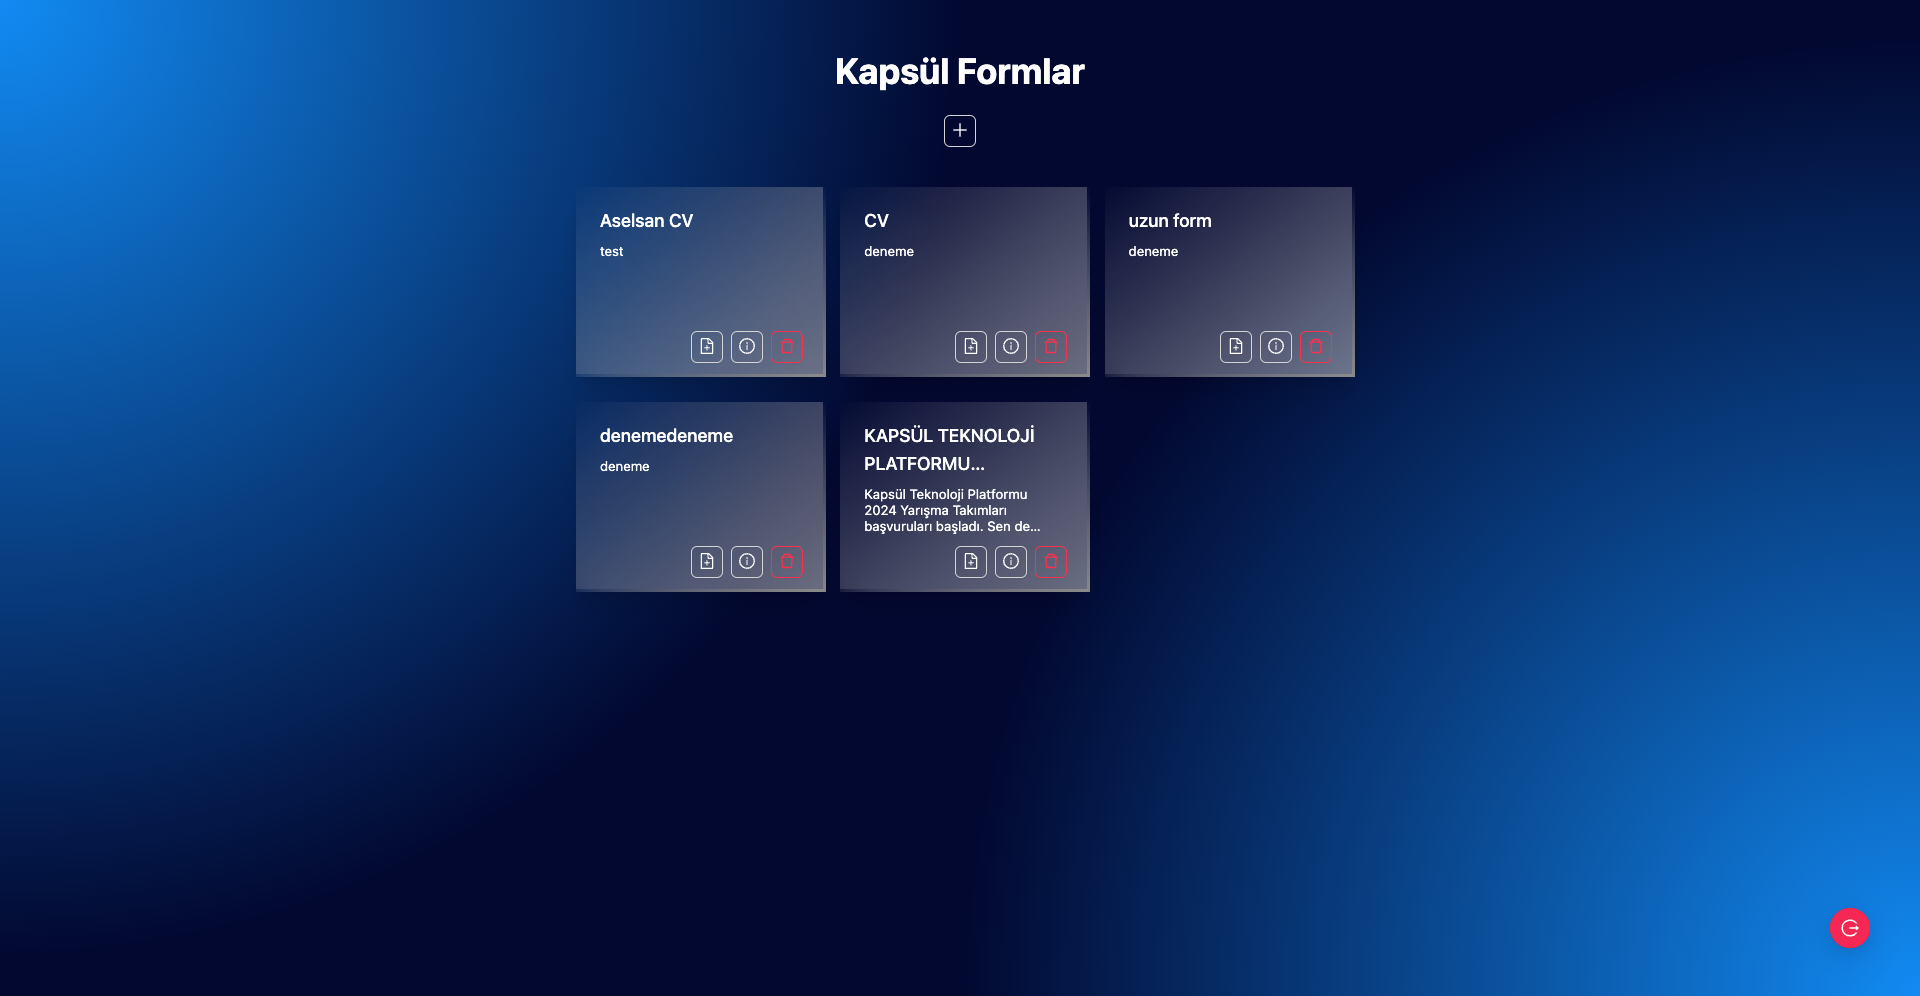 Kapsül Formlar
Aselsan CV
test
CV
deneme
uzun form
deneme
denemedeneme
deneme
KAPSÜL TEKNOLOJİ
PLATFORMU...
Kapsül Teknoloji Platformu
2024 Yarışma Takımları
başvuruları başladı. Sen de...